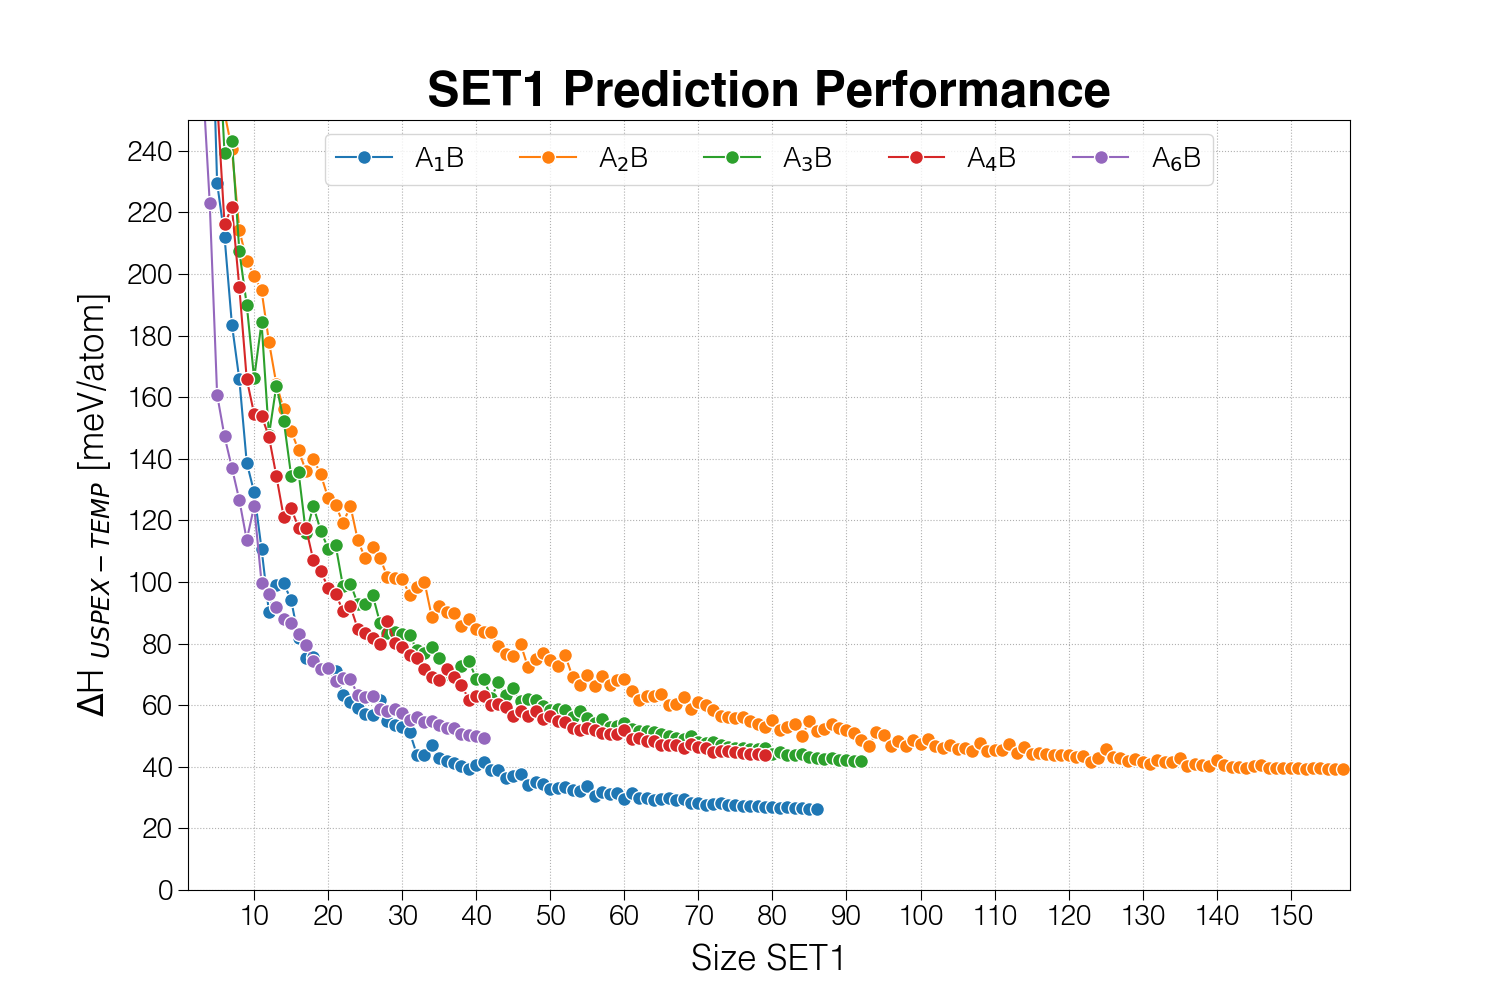 SET1 Prediction Performance
A₁B A₂B A₃B A₄B A₆B
240
220
200
180
160
140
120
100
80
60
40
20
0
ΔH USPEX − TEMP [meV/atom]
10 20 30 40 50 60 70 80 90 100 110 120 130 140 150
Size SET1